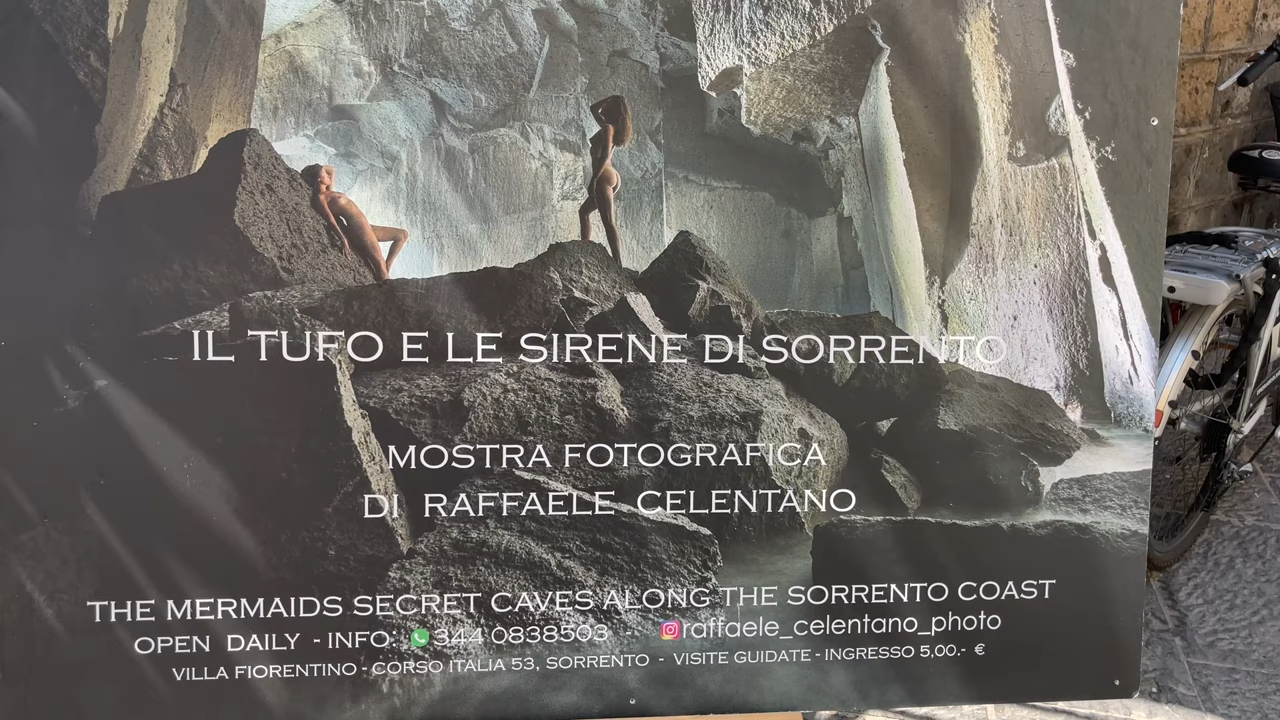 IL TUFO E LE SIRENE DI SORRENTO
MOSTRA FOTOGRAFICA
DI RAFFAELE CELENTANO
THE MERMAIDS SECRET CAVES ALONG THE SORRENTO COAST
OPEN DAILY - INFO: 344 0838503 - raffaele_celentano_photo
VILLA FIORENTINO - CORSO ITALIA 53, SORRENTO - VISITE GUIDATE - INGRESSO 5,00.- €